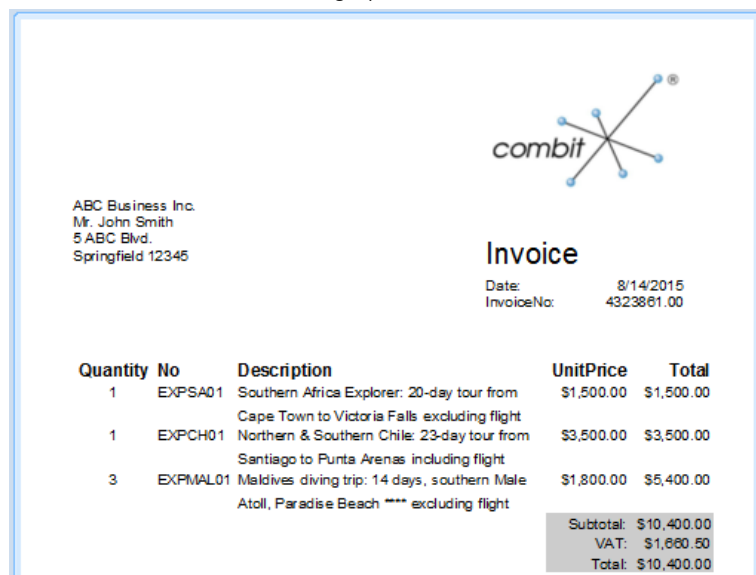 combit®
ABC Business Inc.
Mr. John Smith
5 ABC Blvd.
Springfield 12345
Invoice
Date: 8/14/2015
InvoiceNo: 4323861.00
Quantity No Description UnitPrice Total
1 EXPSA01 Southern Africa Explorer: 20-day tour from $1,500.00 $1,500.00
Cape Town to Victoria Falls excluding flight
1 EXPCH01 Northern & Southern Chile: 23-day tour from $3,500.00 $3,500.00
Santiago to Punta Arenas including flight
3 EXPMAL01 Maldives diving trip: 14 days, southern Male $1,800.00 $5,400.00
Atoll, Paradise Beach **** excluding flight
Subtotal: $10,400.00
VAT: $1,660.50
Total: $10,400.00